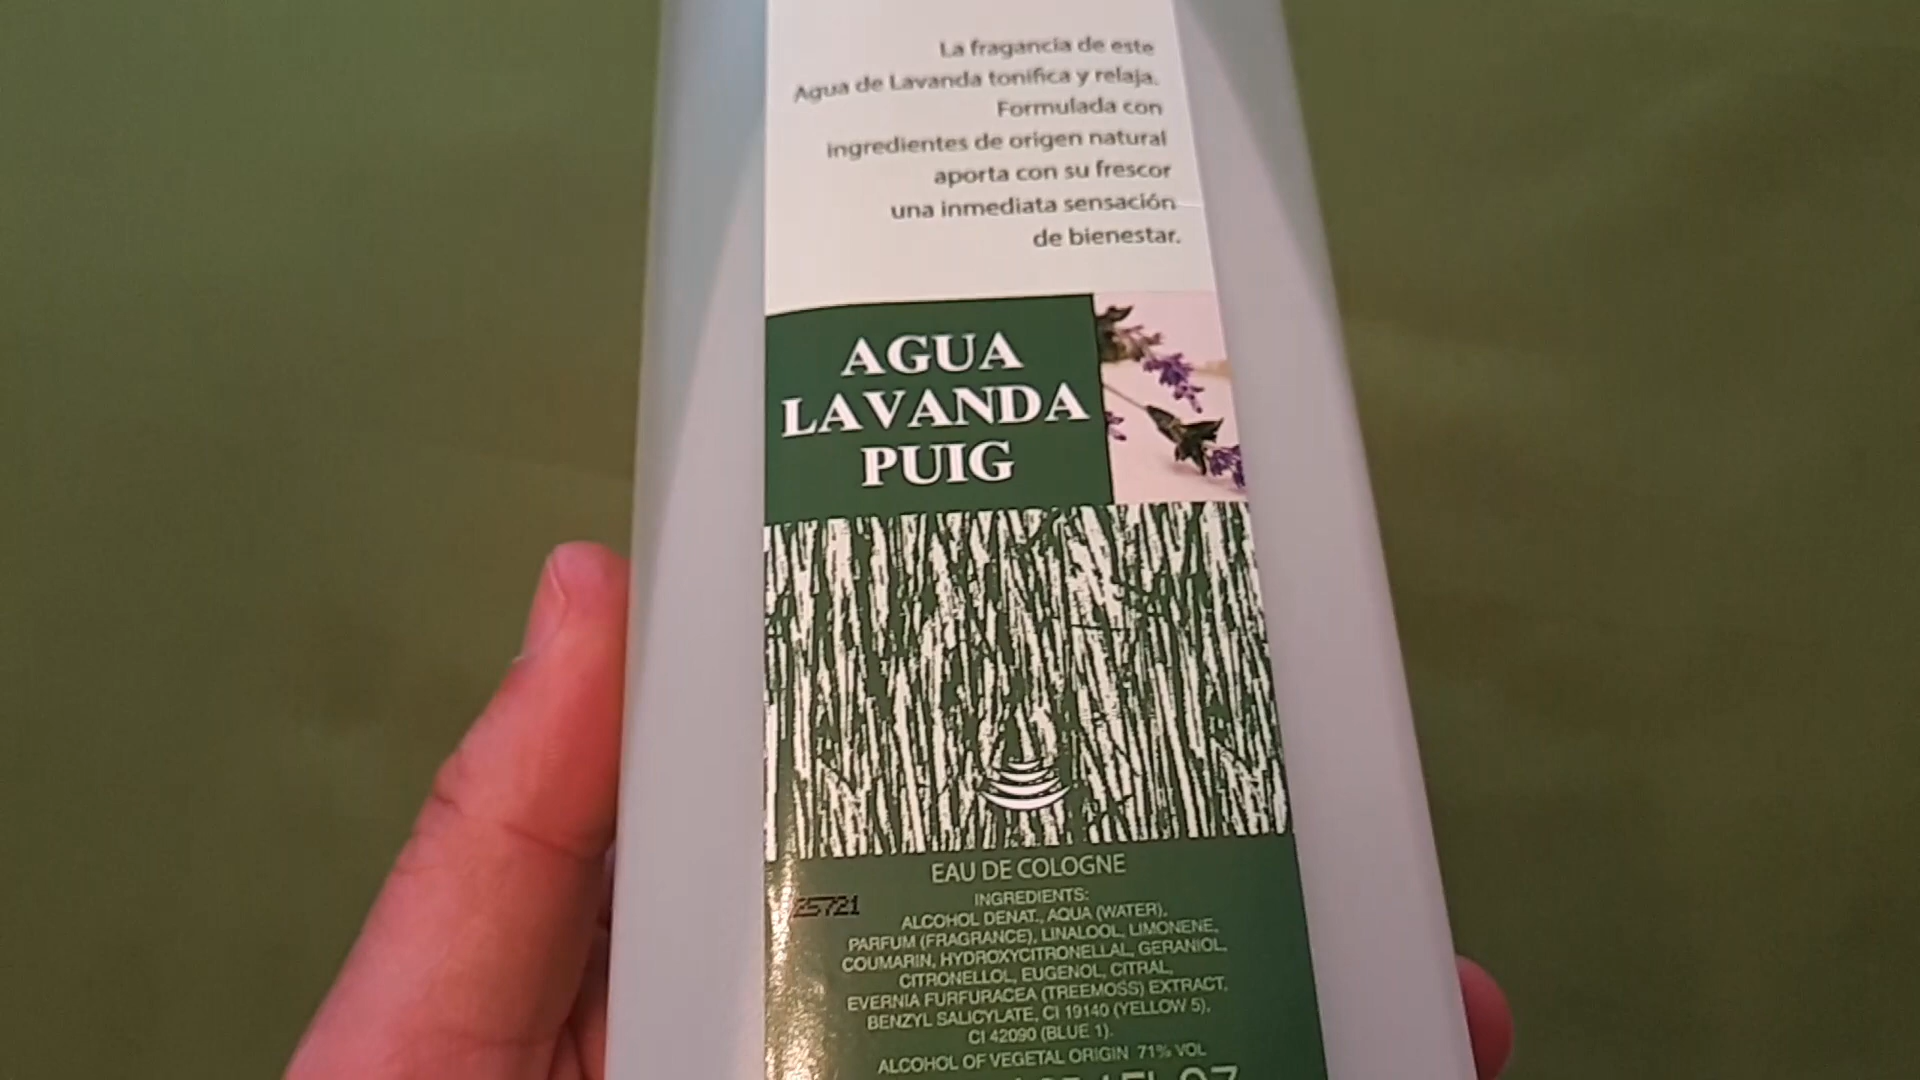 La fragancia de este
Agua de Lavanda tonifica y relaja.
Formulada con
ingredientes de origen natural
aporta con su frescor
una inmediata sensación
de bienestar.
AGUA
LAVANDA
PUIG
EAU DE COLOGNE
25721
INGREDIENTS:
ALCOHOL DENAT., AQUA (WATER),
PARFUM (FRAGRANCE), LINALOOL, LIMONENE,
COUMARIN, HYDROXYCITRONELLAL, GERANIOL,
CITRONELLOL, EUGENOL, CITRAL,
EVERNIA FURFURACEA (TREEMOSS) EXTRACT,
BENZYL SALICYLATE, CI 19140 (YELLOW 5),
CI 42090 (BLUE 1).
ALCOHOL OF VEGETAL ORIGIN 71% VOL